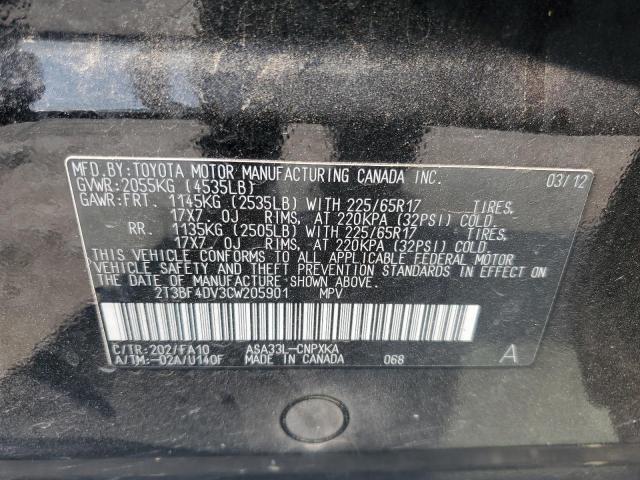 MFD.BY:TOYOTA MOTOR MANUFACTURING CANADA INC. 03/12
GVWR:2055KG (4535LB)
GAWR:FRT. 1145KG (2535LB) WITH 225/65R17 TIRES,
17X7.0J RIMS, AT 220KPA (32PSI) COLD.
RR. 1135KG (2505LB) WITH 225/65R17 TIRES,
17X7.0J RIMS, AT 220KPA (32PSI) COLD.
THIS VEHICLE CONFORMS TO ALL APPLICABLE FEDERAL MOTOR
VEHICLE SAFETY AND THEFT PREVENTION STANDARDS IN EFFECT ON
THE DATE OF MANUFACTURE SHOWN ABOVE.
2T3BF4DV3CW205901 MPV
C/TR:202/FA10 ASA33L-CNPXKA
A/TM:-02A/U140F MADE IN CANADA 068 A